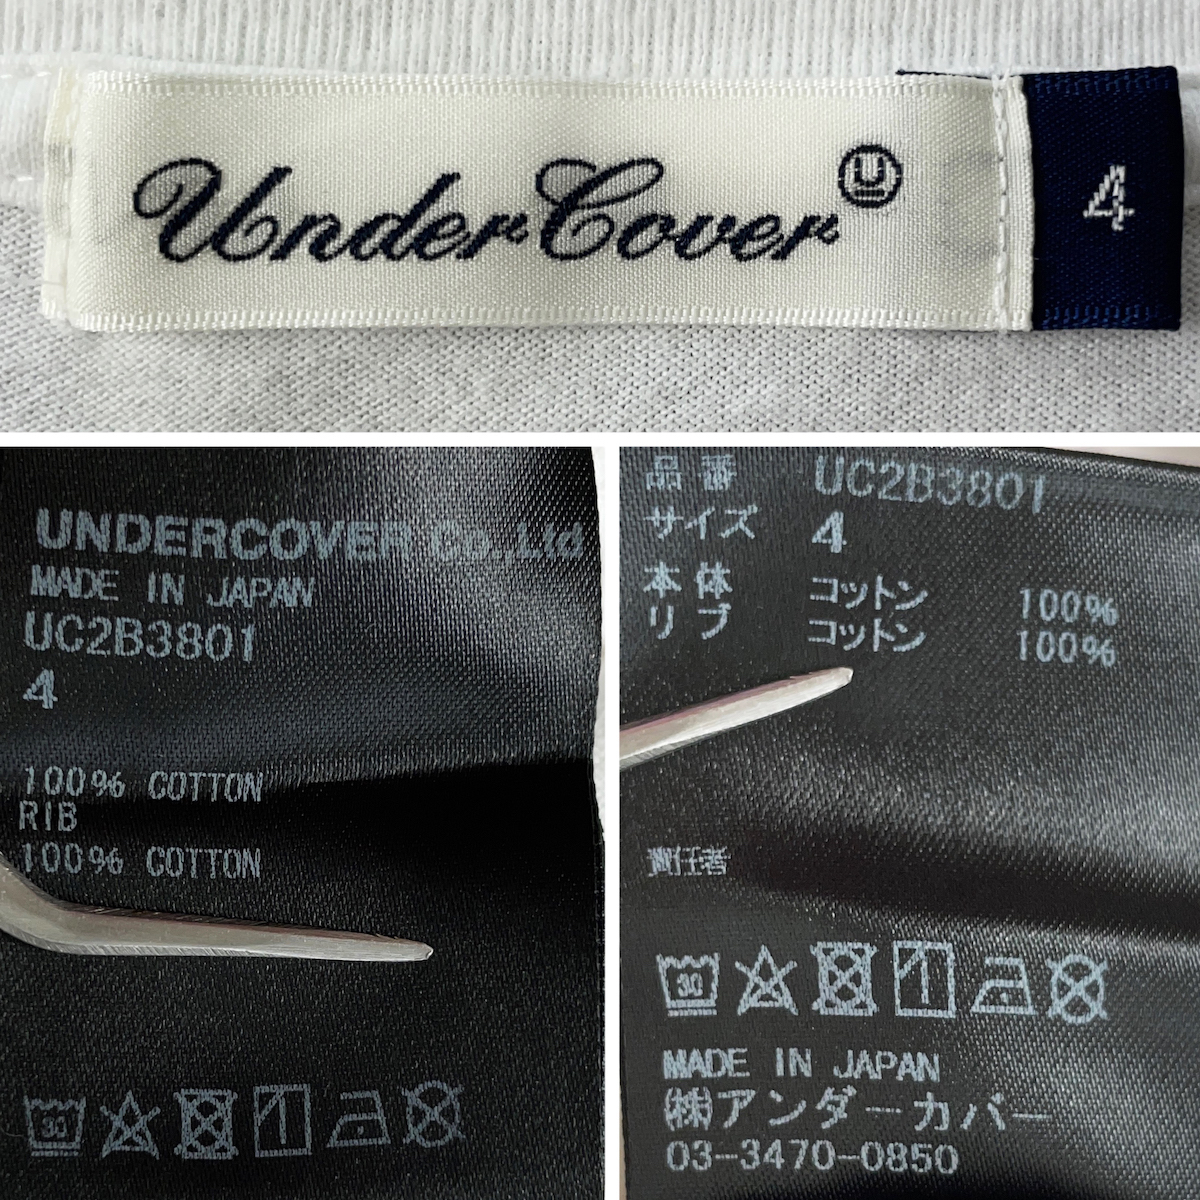 UnderCover
U
4
UNDERCOVER Co.,Ltd
MADE IN JAPAN
UC2B3801
4
100% COTTON
RIB
100% COTTON
30
品番 UC2B3801
サイズ 4
本体 コットン 100%
リブ コットン 100%
責任者
30
MADE IN JAPAN
㈱アンダーカバー
03-3470-0850